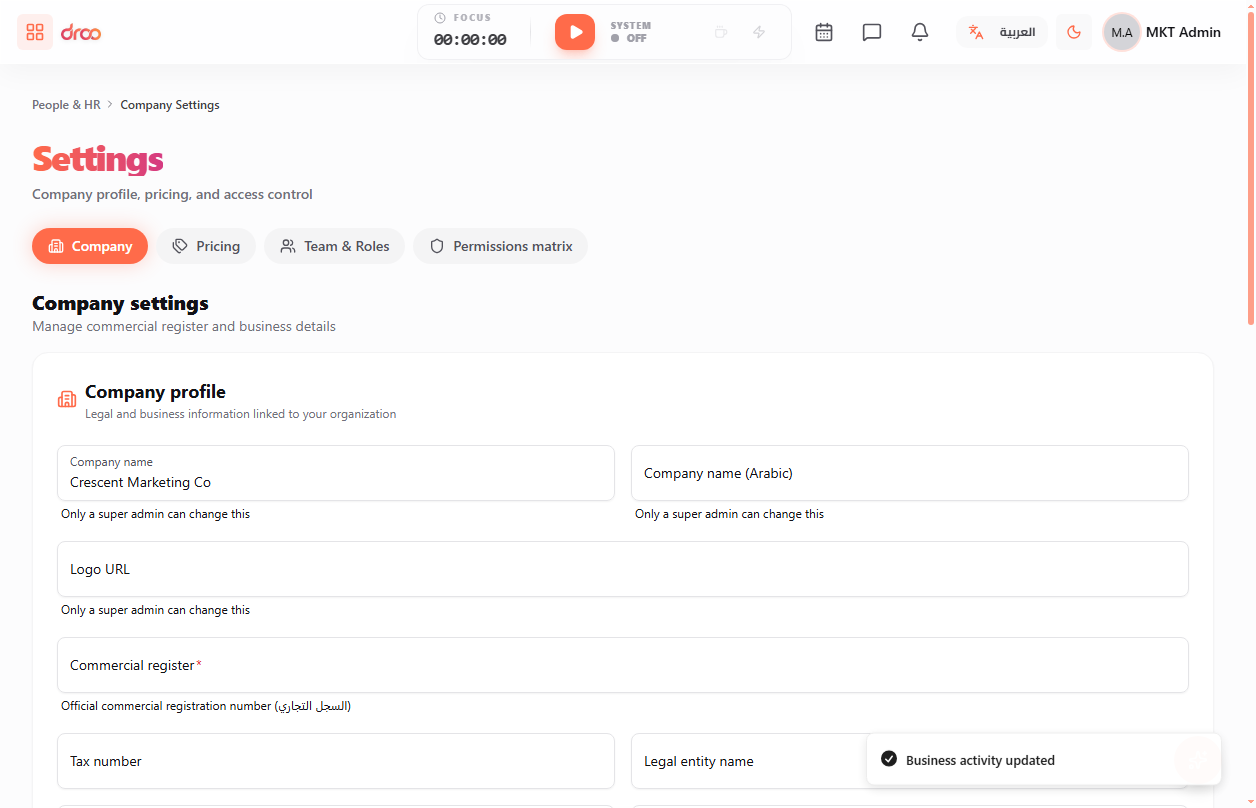 droo
FOCUS
00:00:00
SYSTEM
OFF
العربية
M.A
MKT Admin
People & HR > Company Settings
Settings
Company profile, pricing, and access control
Company
Pricing
Team & Roles
Permissions matrix
Company settings
Manage commercial register and business details
Company profile
Legal and business information linked to your organization
Company name
Crescent Marketing Co
Company name (Arabic)
Only a super admin can change this
Only a super admin can change this
Logo URL
Only a super admin can change this
Commercial register*
Official commercial registration number (السجل التجاري)
Tax number
Legal entity name
Business activity updated